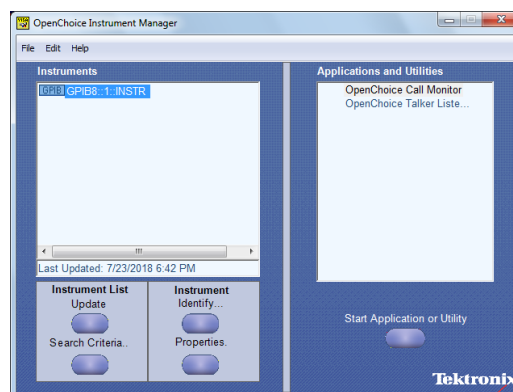 OpenChoice Instrument Manager
File Edit Help
Instruments
GPIB GPIB8::1::INSTR
Last Updated: 7/23/2018 6:42 PM
Instrument List
Update
Search Criteria..
Instrument
Identify...
Properties.
Applications and Utilities
OpenChoice Call Monitor
OpenChoice Talker Liste...
Start Application or Utility
Tektronix